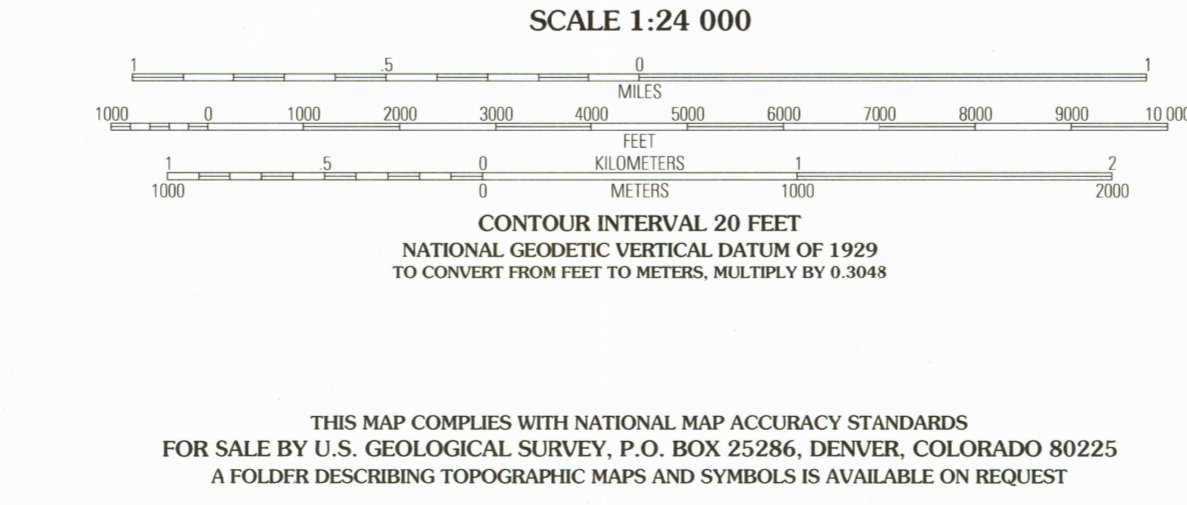 SCALE 1:24 000
1 .5 0 1
MILES
1000 0 1000 2000 3000 4000 5000 6000 7000 8000 9000 10 000
FEET
1 .5 0 KILOMETERS 1 2
1000 0 METERS 1000 2000
CONTOUR INTERVAL 20 FEET
NATIONAL GEODETIC VERTICAL DATUM OF 1929
TO CONVERT FROM FEET TO METERS, MULTIPLY BY 0.3048
THIS MAP COMPLIES WITH NATIONAL MAP ACCURACY STANDARDS
FOR SALE BY U.S. GEOLOGICAL SURVEY, P.O. BOX 25286, DENVER, COLORADO 80225
A FOLDER DESCRIBING TOPOGRAPHIC MAPS AND SYMBOLS IS AVAILABLE ON REQUEST